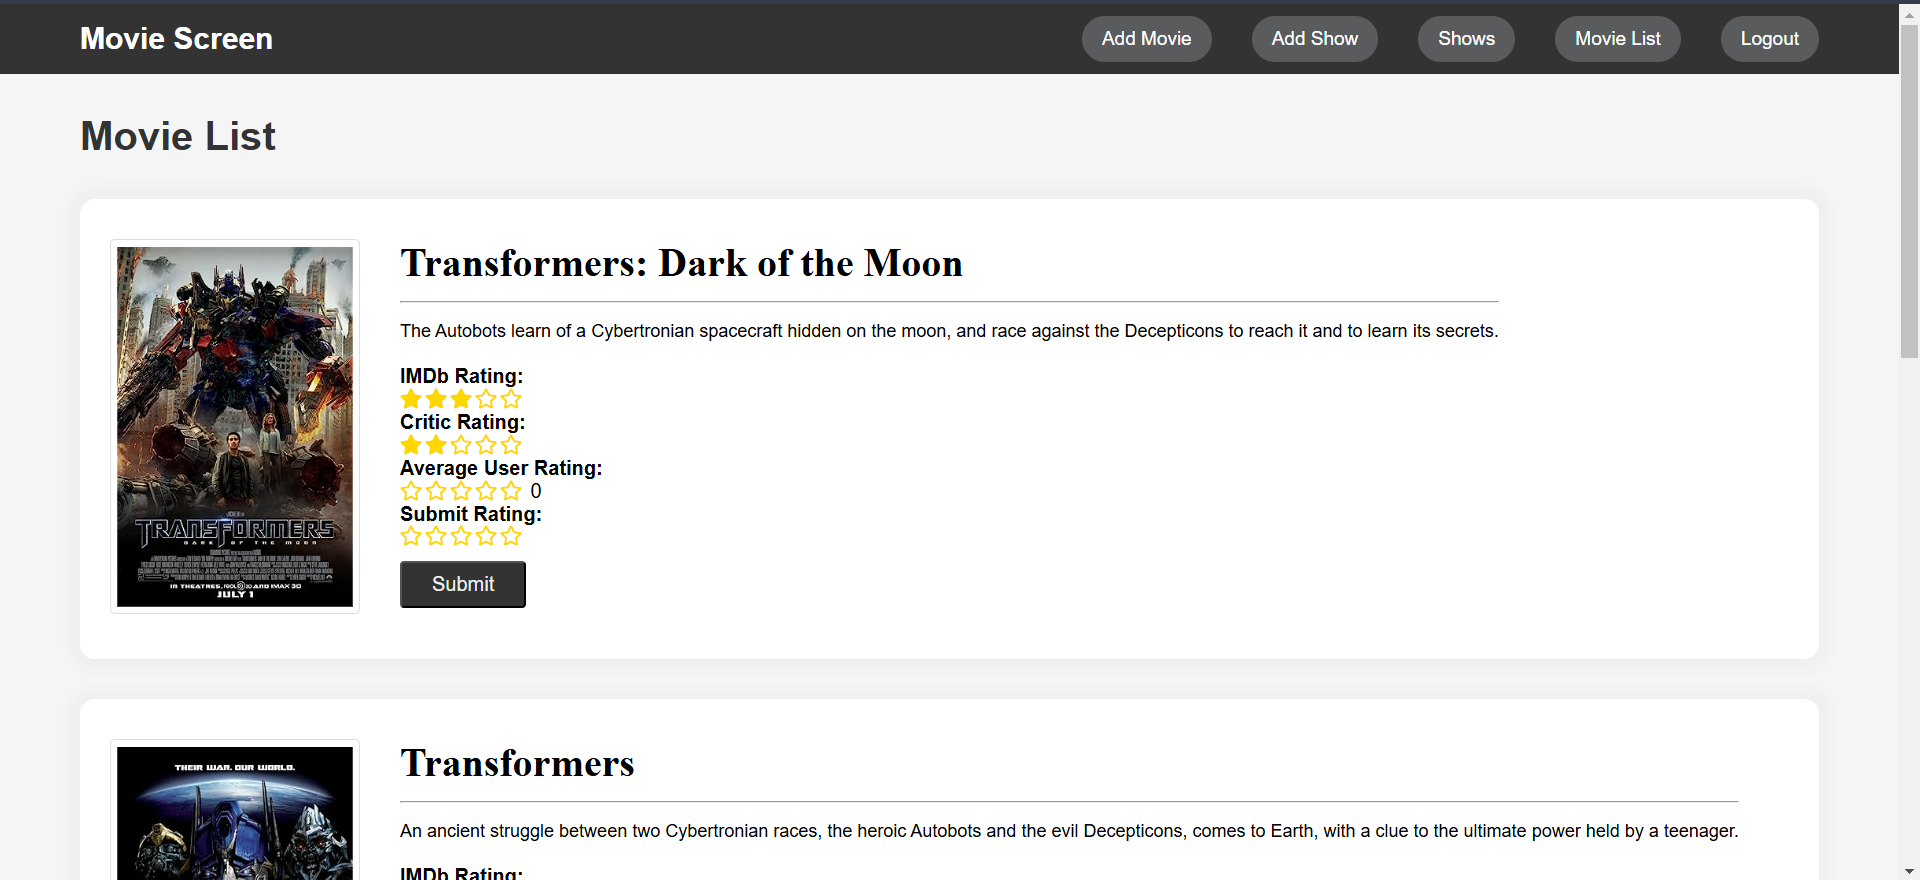 Movie Screen
Add Movie
Add Show
Shows
Movie List
Logout
Movie List
Transformers: Dark of the Moon
The Autobots learn of a Cybertronian spacecraft hidden on the moon, and race against the Decepticons to reach it and to learn its secrets.
IMDb Rating:
Critic Rating:
Average User Rating:
0
Submit Rating:
Submit
TRANSFORMERS
DARK OF THE MOON
IN THEATRES,
AND IMAX 3D
JULY 1
Transformers
An ancient struggle between two Cybertronian races, the heroic Autobots and the evil Decepticons, comes to Earth, with a clue to the ultimate power held by a teenager.
IMDb Rating:
THEIR WAR. OUR WORLD.